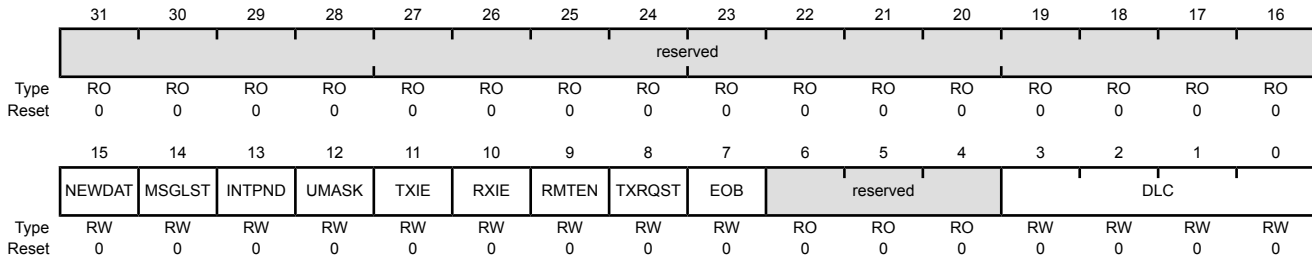 31 30 29 28 27 26 25 24 23 22 21 20 19 18 17 16
reserved
Type RO RO RO RO RO RO RO RO RO RO RO RO RO RO RO RO
Reset 0 0 0 0 0 0 0 0 0 0 0 0 0 0 0 0
15 14 13 12 11 10 9 8 7 6 5 4 3 2 1 0
NEWDAT MSGLST INTPND UMASK TXIE RXIE RMTEN TXRQST EOB reserved DLC
Type RW RW RW RW RW RW RW RW RW RO RO RO RW RW RW RW
Reset 0 0 0 0 0 0 0 0 0 0 0 0 0 0 0 0